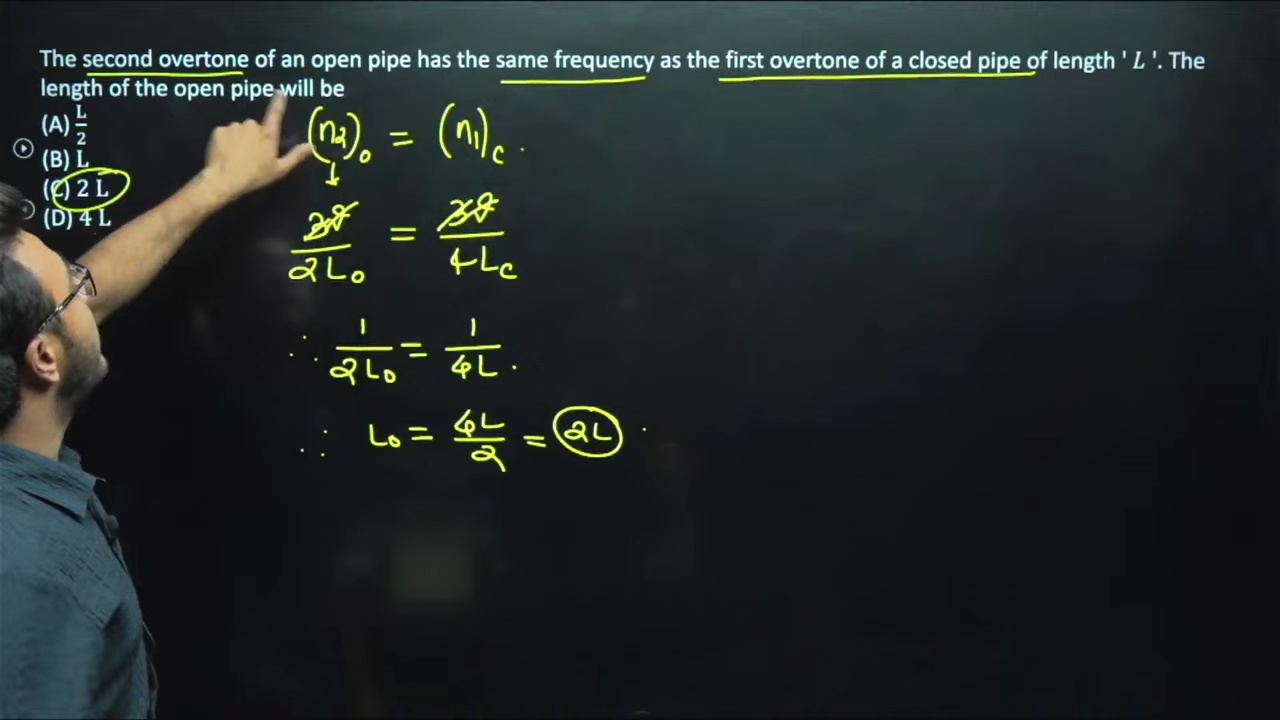 The second overtone of an open pipe has the same frequency as the first overtone of a closed pipe of length ' L '. The
length of the open pipe will be
(A) L/2
(B) L
(C) 2 L
(D) 4 L
(n2)o = (n1)c .
↓
3v/2Lo = 3v/4Lc
∴ 1/2Lo = 1/4L .
∴ Lo = 4L/2 = 2L